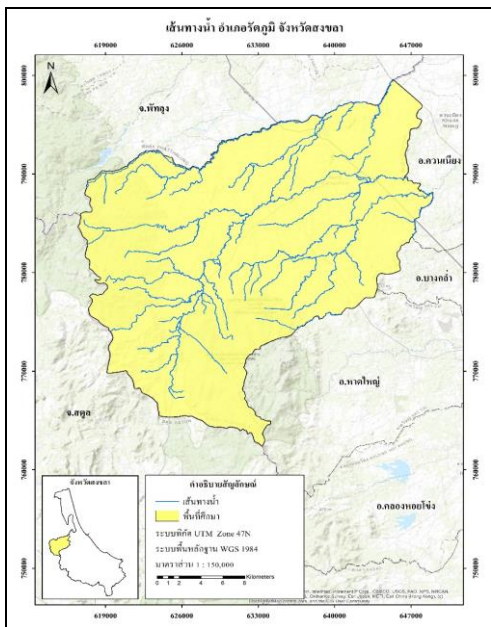 เส้นทางน้ำ อำเภอรัตภูมิ จังหวัดสงขลา
619000 626000 633000 640000 647000
N
800000 800000
จ.พัทลุง
อ.ควนเนียง
790000 790000
780000 780000
อ.บางกล่ำ
770000 770000
อ.หาดใหญ่
จ.สตูล
760000 760000
อ.คลองหอยโข่ง
750000 750000
จังหวัดสงขลา
คำอธิบายสัญลักษณ์
เส้นทางน้ำ
พื้นที่ศึกษา
ระบบพิกัด UTM Zone 47N
ระบบพื้นหลักฐาน WGS 1984
มาตราส่วน 1 : 150,000
0 1 2 4 6 8 Kilometers
619000 626000 633000 640000 647000